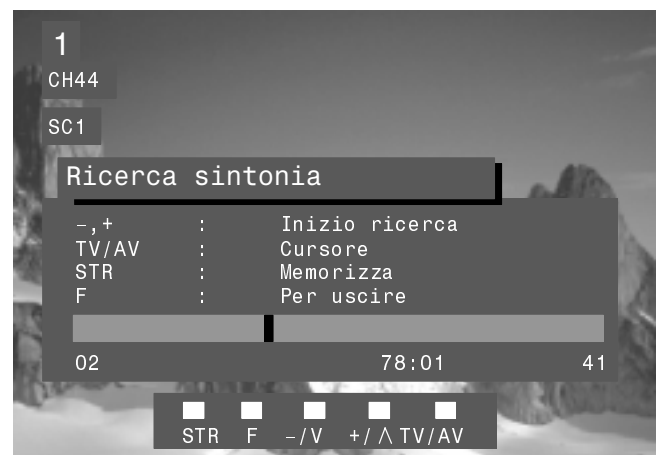 1
CH44
SC1
Ricerca sintonia
-,+ : Inizio ricerca
TV/AV : Cursore
STR : Memorizza
F : Per uscire
02 78:01 41
STR F -/V +/Λ TV/AV